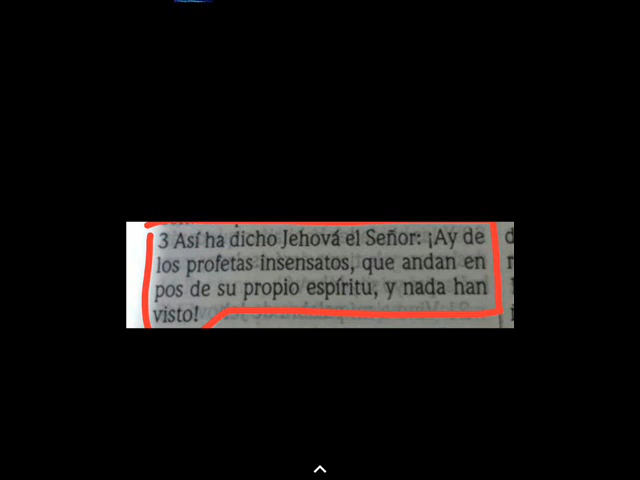 3 Así ha dicho Jehová el Señor: ¡Ay de
los profetas insensatos, que andan en
pos de su propio espíritu, y nada han
visto!